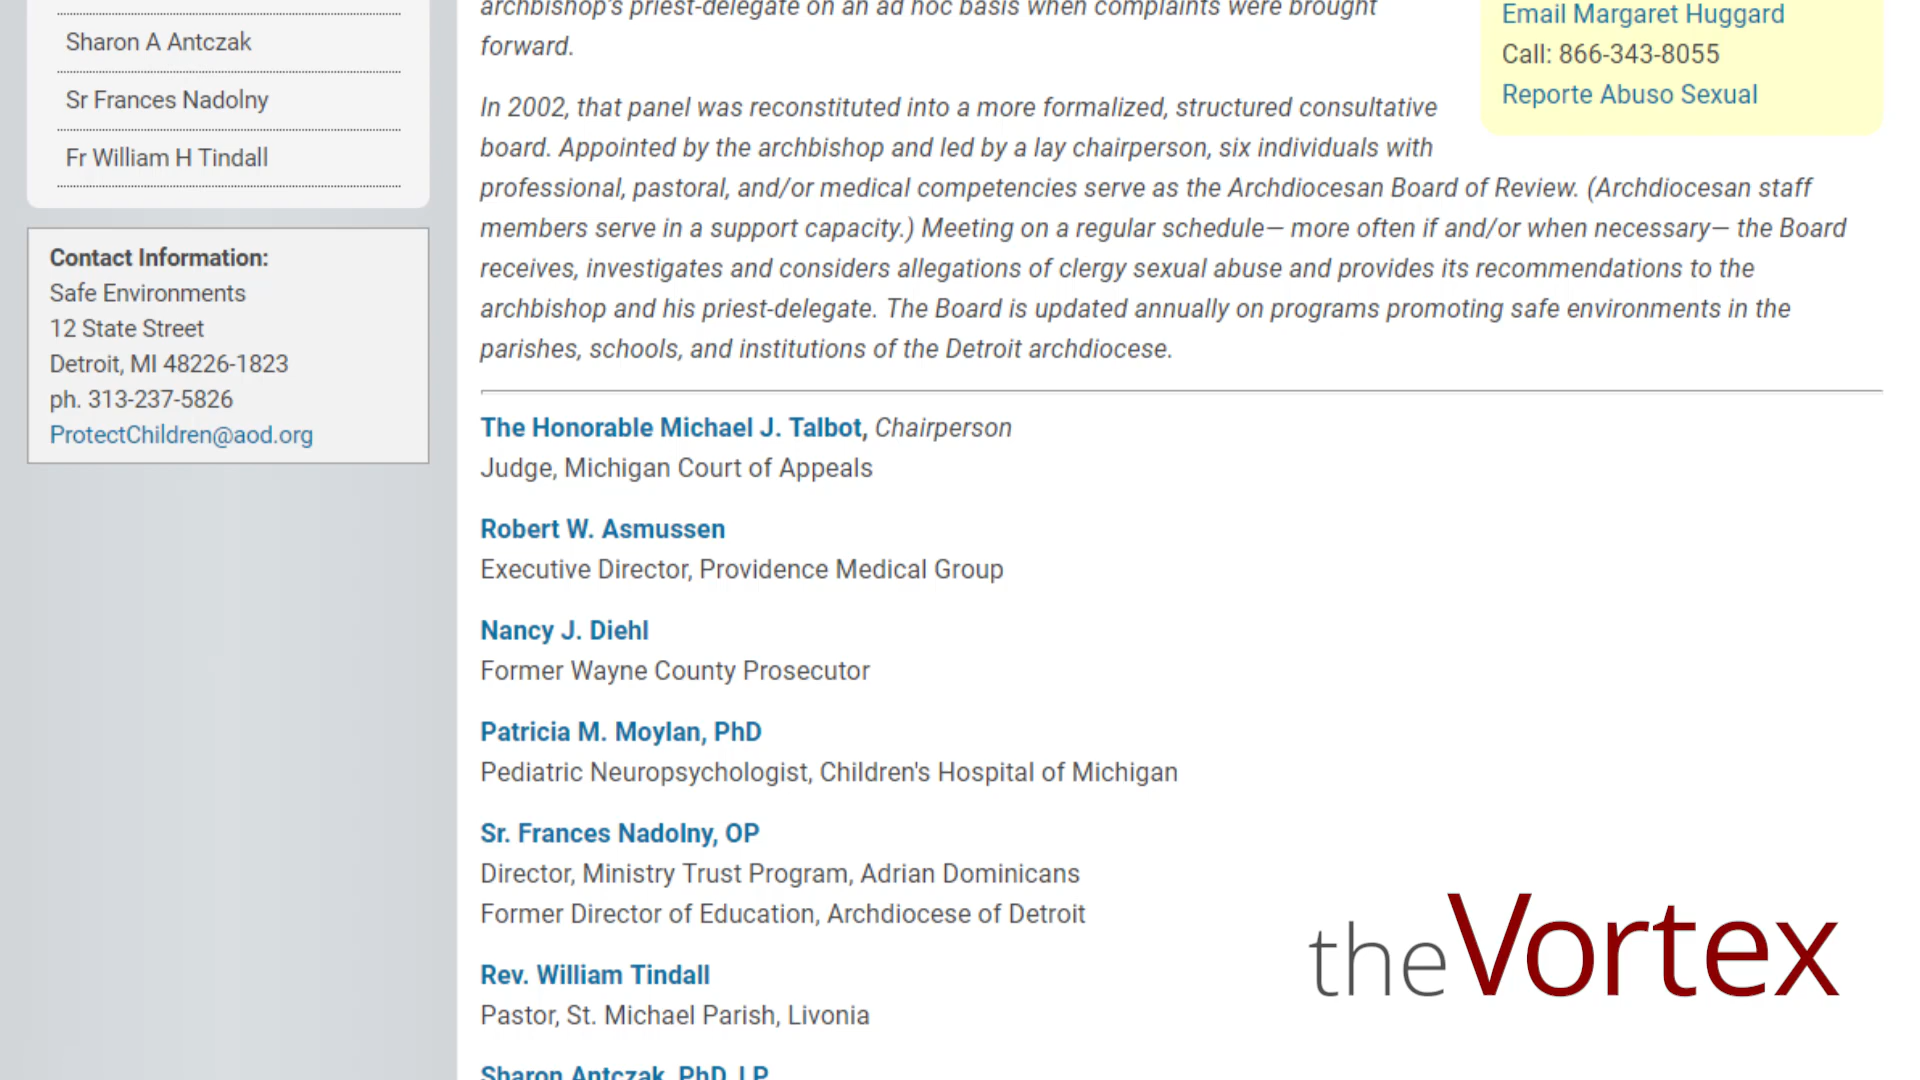 Sharon A Antczak
Sr Frances Nadolny
Fr William H Tindall
Contact Information:
Safe Environments
12 State Street
Detroit, MI 48226-1823
ph. 313-237-5826
ProtectChildren@aod.org
archbishop's priest-delegate on an ad hoc basis when complaints were brought
forward.
In 2002, that panel was reconstituted into a more formalized, structured consultative
board. Appointed by the archbishop and led by a lay chairperson, six individuals with
professional, pastoral, and/or medical competencies serve as the Archdiocesan Board of Review. (Archdiocesan staff
members serve in a support capacity.) Meeting on a regular schedule— more often if and/or when necessary— the Board
receives, investigates and considers allegations of clergy sexual abuse and provides its recommendations to the
archbishop and his priest-delegate. The Board is updated annually on programs promoting safe environments in the
parishes, schools, and institutions of the Detroit archdiocese.
Email Margaret Huggard
Call: 866-343-8055
Reporte Abuso Sexual
The Honorable Michael J. Talbot, Chairperson
Judge, Michigan Court of Appeals
Robert W. Asmussen
Executive Director, Providence Medical Group
Nancy J. Diehl
Former Wayne County Prosecutor
Patricia M. Moylan, PhD
Pediatric Neuropsychologist, Children's Hospital of Michigan
Sr. Frances Nadolny, OP
Director, Ministry Trust Program, Adrian Dominicans
Former Director of Education, Archdiocese of Detroit
Rev. William Tindall
Pastor, St. Michael Parish, Livonia
Sharon Antczak, PhD, LP
theVortex